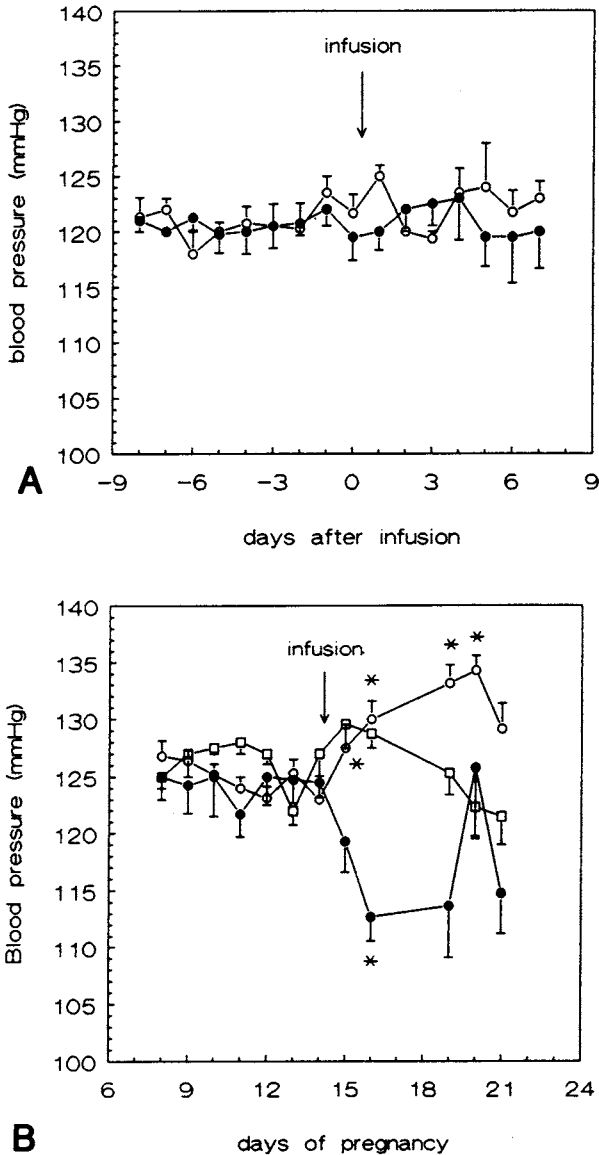 140
135
infusion
130
125
120
115
110
105
100
blood pressure (mmHg)
A
-9 -6 -3 0 3 6 9
days after infusion
140
135
infusion
130
125
120
115
110
105
100
Blood pressure (mmHg)
* * *
*
*
6 9 12 15 18 21 24
B
days of pregnancy